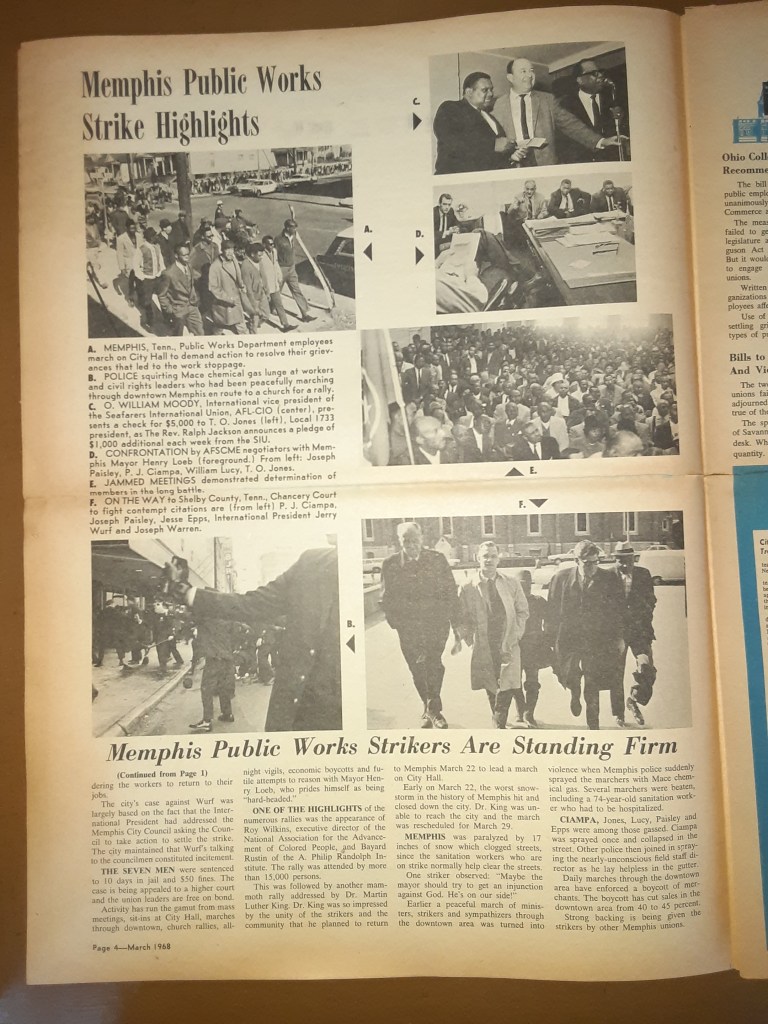 Memphis Public Works
Strike Highlights
C.
A.
D.
A. MEMPHIS, Tenn., Public Works Department employees
march on City Hall to demand action to resolve their griev-
ances that led to the work stoppage.
B. POLICE squirting Mace chemical gas lunge at workers
and civil rights leaders who had been peacefully marching
through downtown Memphis en route to a church for a rally.
C. O. WILLIAM MOODY, International vice president of
the Seafarers International Union, AFL-CIO (center), pre-
sents a check for $5,000 to T. O. Jones (left), Local 1733
president, as The Rev. Ralph Jackson announces a pledge of
$1,000 additional each week from the SIU.
D. CONFRONTATION by AFSCME negotiators with Mem-
phis Mayor Henry Loeb (foreground.) From left: Joseph
Paisley, P. J. Ciampa, William Lucy, T. O. Jones.
E. JAMMED MEETINGS demonstrated determination of
members in the long battle.
F. ON THE WAY to Shelby County, Tenn., Chancery Court
to fight contempt citations are (from left) P. J. Ciampa,
Joseph Paisley, Jesse Epps, International President Jerry
Wurf and Joseph Warren.
E.
F.
B.
Memphis Public Works Strikers Are Standing Firm
(Continued from Page 1)
dering the workers to return to their
jobs.
The city's case against Wurf was
largely based on the fact that the Inter-
national President had addressed the
Memphis City Council asking the Coun-
cil to take action to settle the strike.
The city maintained that Wurf's talking
to the councilmen constituted incitement.
THE SEVEN MEN were sentenced
to 10 days in jail and $50 fines. The
case is being appealed to a higher court
and the union leaders are free on bond.
Activity has run the gamut from mass
meetings, sit-ins at City Hall, marches
through downtown, church rallies, all-
night vigils, economic boycotts and fu-
tile attempts to reason with Mayor Hen-
ry Loeb, who prides himself as being
"hard-headed."
ONE OF THE HIGHLIGHTS of the
numerous rallies was the appearance of
Roy Wilkins, executive director of the
National Association for the Advance-
ment of Colored People, and Bayard
Rustin of the A. Philip Randolph In-
stitute. The rally was attended by more
than 15,000 persons.
This was followed by another mam-
moth rally addressed by Dr. Martin
Luther King. Dr. King was so impressed
by the unity of the strikers and the
community that he planned to return
to Memphis March 22 to lead a march
on City Hall.
Early on March 22, the worst snow-
storm in the history of Memphis hit and
closed down the city. Dr. King was un-
able to reach the city and the march
was rescheduled for March 29.
MEMPHIS was paralyzed by 17
inches of snow which clogged streets,
since the sanitation workers who are
on strike normally help clear the streets.
One striker observed: "Maybe the
mayor should try to get an injunction
against God. He's on our side!"
Earlier a peaceful march of minis-
ters, strikers and sympathizers through
the downtown area was turned into
violence when Memphis police suddenly
sprayed the marchers with Mace chem-
ical gas. Several marchers were beaten,
including a 74-year-old sanitation work-
er who had to be hospitalized.
CIAMPA, Jones, Lucy, Paisley and
Epps were among those gassed. Ciampa
was sprayed once and collapsed in the
street. Other police then joined in spray-
ing the nearly-unconscious field staff di-
rector as he lay helpless in the gutter.
Daily marches through the downtown
area have enforced a boycott of mer-
chants. The boycott has cut sales in the
downtown area from 40 to 45 percent.
Strong backing is being given the
strikers by other Memphis unions.
Page 4—March 1968
Ohio Coll
Recomme
The bill
public empl
unanimously
Commerce a
The meas
failed to ge
legislature a
guson Act
But it would
to engage
unions.
Written
ganizations
ployees affe
Use of
settling gri
types of p
Bills to
And Vi
The two
unions fai
adjourned
true of the
The sp
of Savann
desk. Wh
quantity.